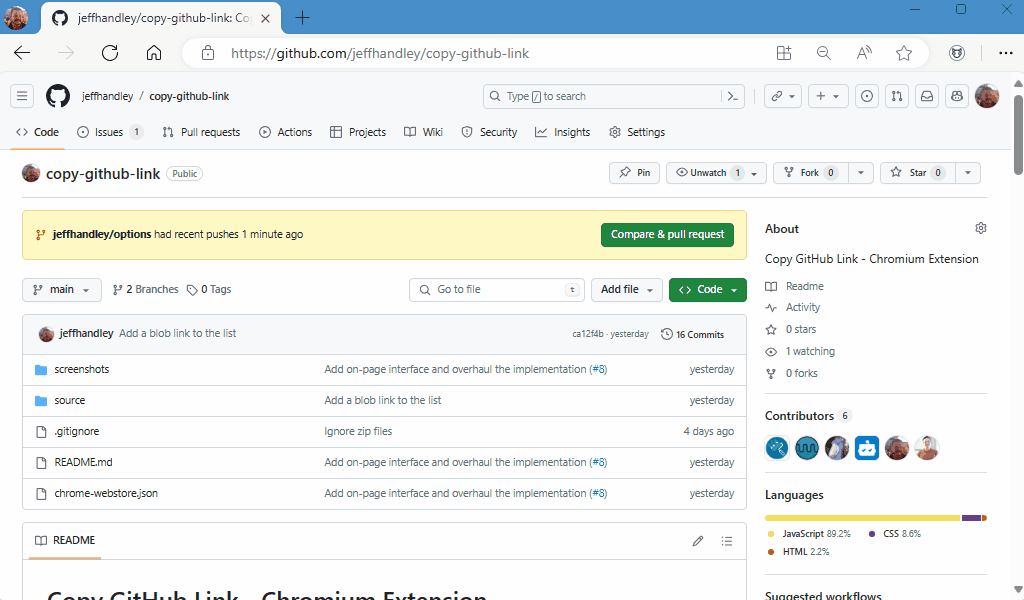 jeffhandley/copy-github-link: Co
https://github.com/jeffhandley/copy-github-link
jeffhandley / copy-github-link
Type / to search
Code
Issues 1
Pull requests
Actions
Projects
Wiki
Security
Insights
Settings
copy-github-link Public
Pin
Unwatch 1
Fork 0
Star 0
jeffhandley/options had recent pushes 1 minute ago
Compare & pull request
main
2 Branches
0 Tags
Go to file t
Add file
Code
jeffhandley Add a blob link to the list
ca12f4b · yesterday
16 Commits
screenshots Add on-page interface and overhaul the implementation (#8) yesterday
source Add a blob link to the list yesterday
.gitignore Ignore zip files 4 days ago
README.md Add on-page interface and overhaul the implementation (#8) yesterday
chrome-webstore.json Add on-page interface and overhaul the implementation (#8) yesterday
README
Copy GitHub Link - Chromium Extension
About
Copy GitHub Link - Chromium Extension
Readme
Activity
0 stars
1 watching
0 forks
Contributors 6
Languages
JavaScript 89.2% CSS 8.6%
HTML 2.2%
Suggested workflows